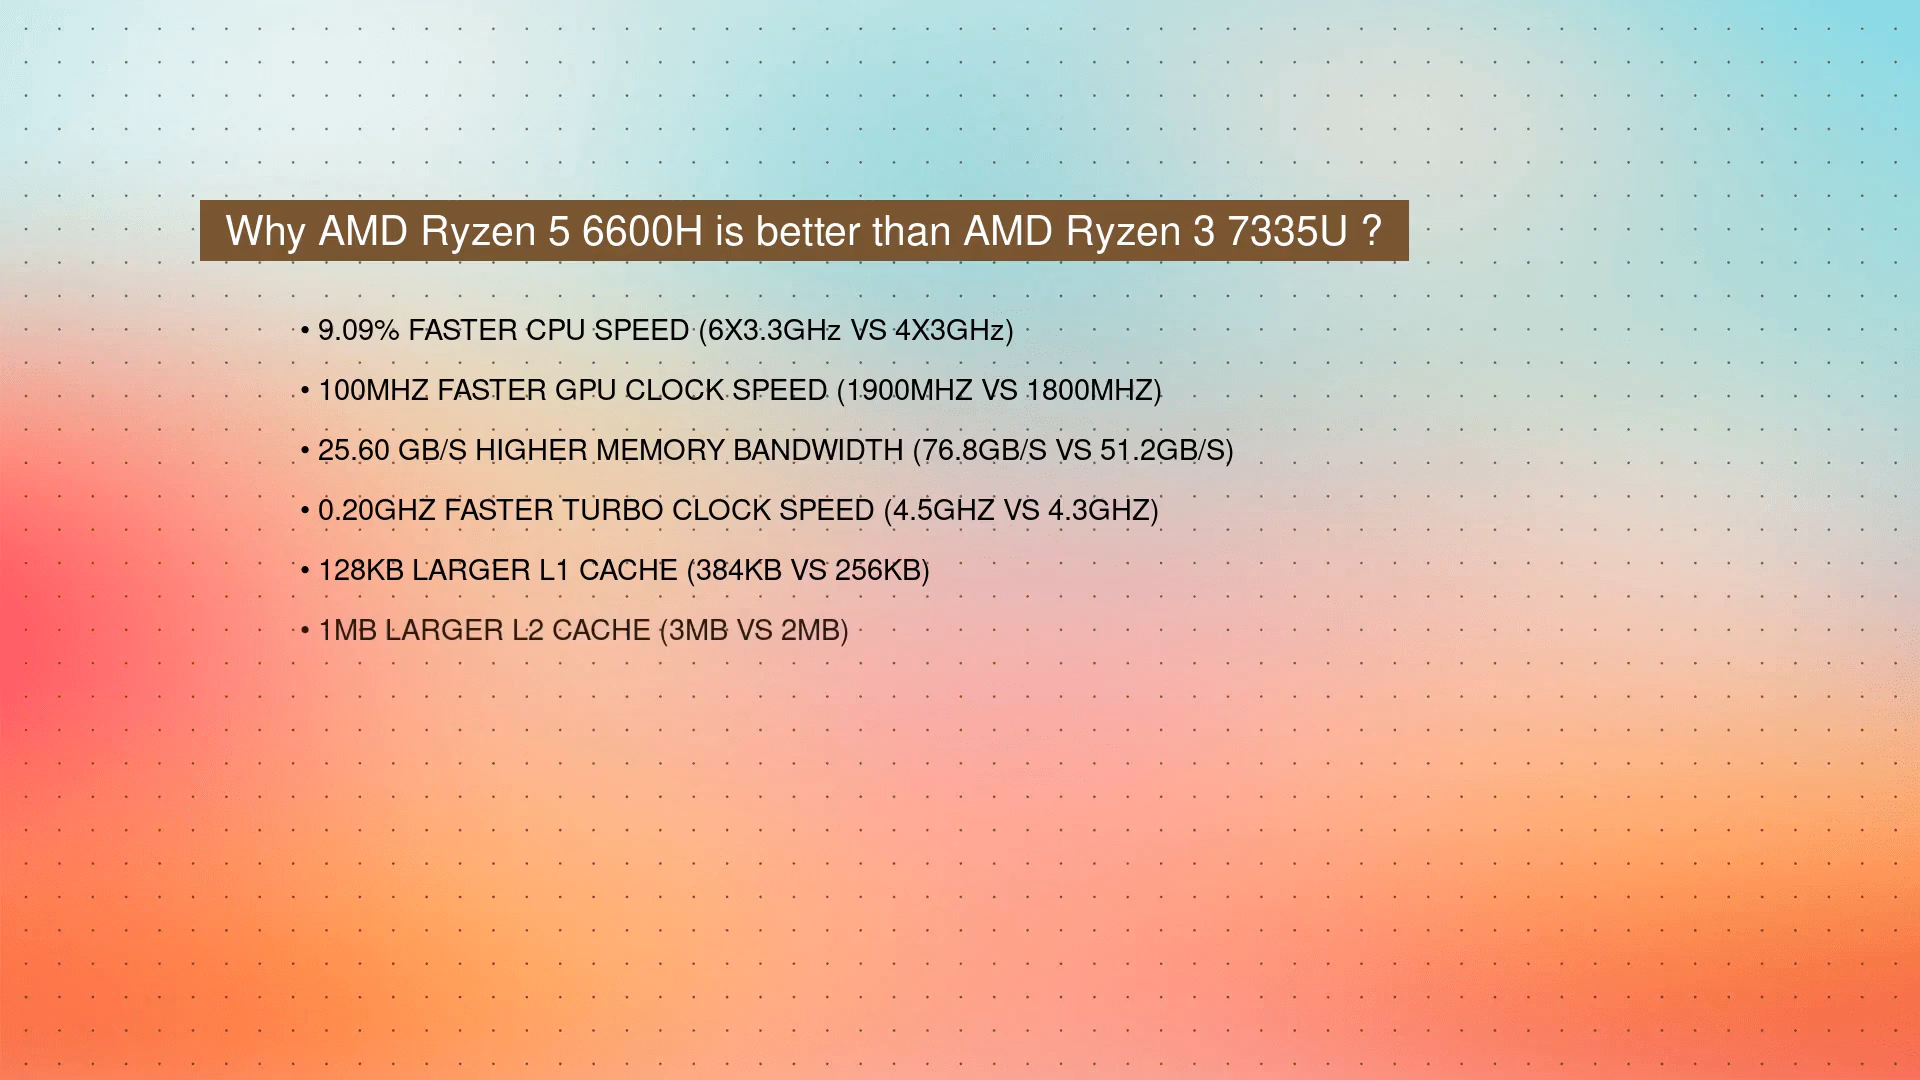 Why AMD Ryzen 5 6600H is better than AMD Ryzen 3 7335U ?
• 9.09% FASTER CPU SPEED (6X3.3GHz VS 4X3GHz)
• 100MHZ FASTER GPU CLOCK SPEED (1900MHZ VS 1800MHZ)
• 25.60 GB/S HIGHER MEMORY BANDWIDTH (76.8GB/S VS 51.2GB/S)
• 0.20GHZ FASTER TURBO CLOCK SPEED (4.5GHZ VS 4.3GHZ)
• 128KB LARGER L1 CACHE (384KB VS 256KB)
• 1MB LARGER L2 CACHE (3MB VS 2MB)